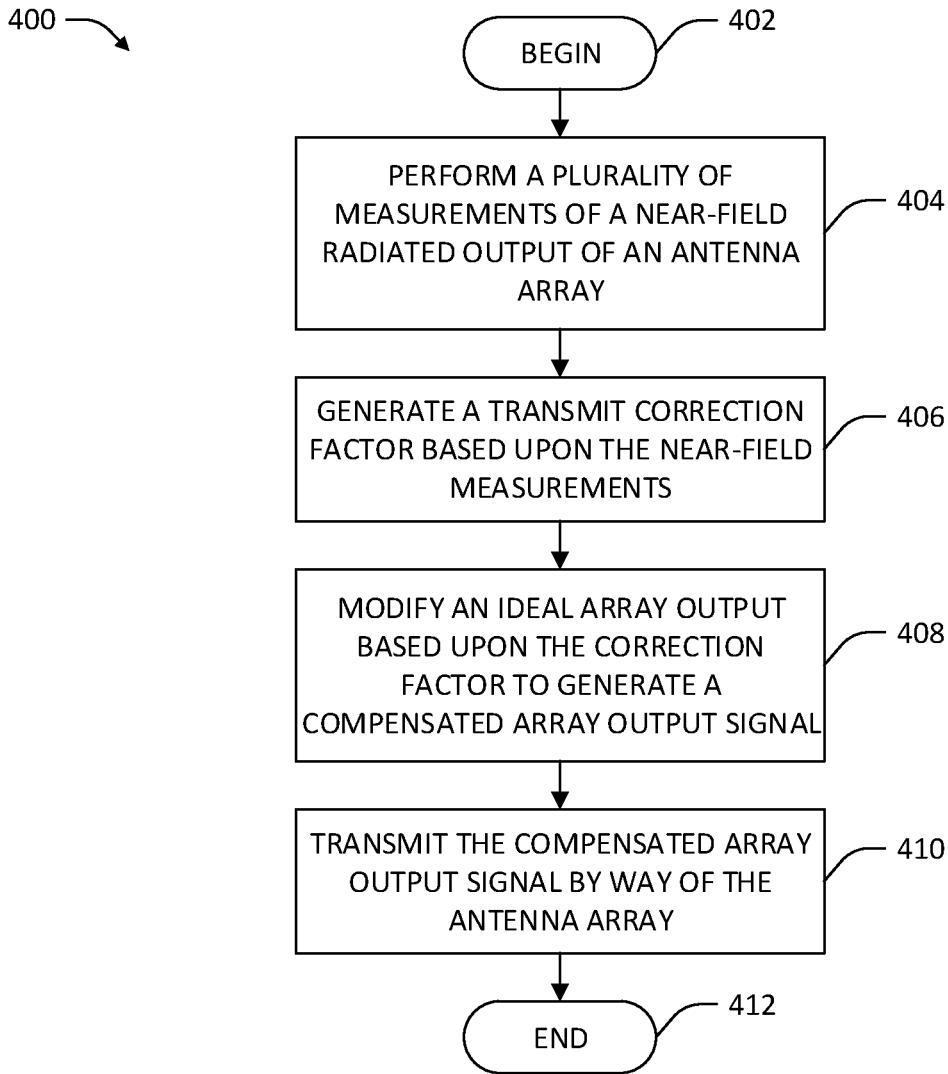 400
BEGIN
402
PERFORM A PLURALITY OF
MEASUREMENTS OF A NEAR-FIELD
RADIATED OUTPUT OF AN ANTENNA
ARRAY
404
GENERATE A TRANSMIT CORRECTION
FACTOR BASED UPON THE NEAR-FIELD
MEASUREMENTS
406
MODIFY AN IDEAL ARRAY OUTPUT
BASED UPON THE CORRECTION
FACTOR TO GENERATE A
COMPENSATED ARRAY OUTPUT SIGNAL
408
TRANSMIT THE COMPENSATED ARRAY
OUTPUT SIGNAL BY WAY OF THE
ANTENNA ARRAY
410
END
412